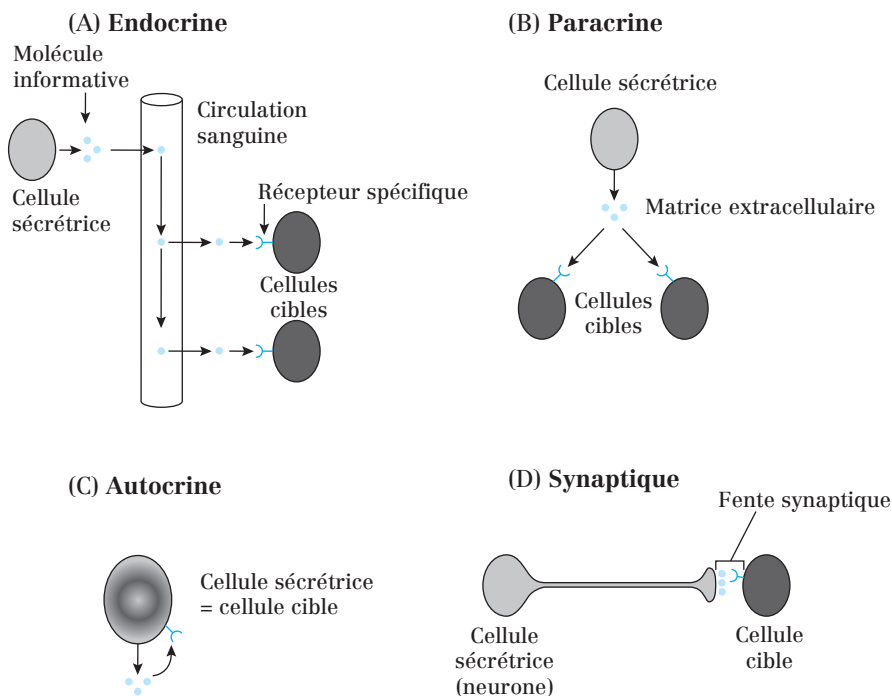 (A) Endocrine
Molécule
informative
Circulation
sanguine
Cellule
sécrétrice
Récepteur spécifique
Cellules
cibles
(B) Paracrine
Cellule sécrétrice
Matrice extracellulaire
Cellules
cibles
(C) Autocrine
Cellule sécrétrice
= cellule cible
(D) Synaptique
Fente synaptique
Cellule
sécrétrice
(neurone)
Cellule
cible